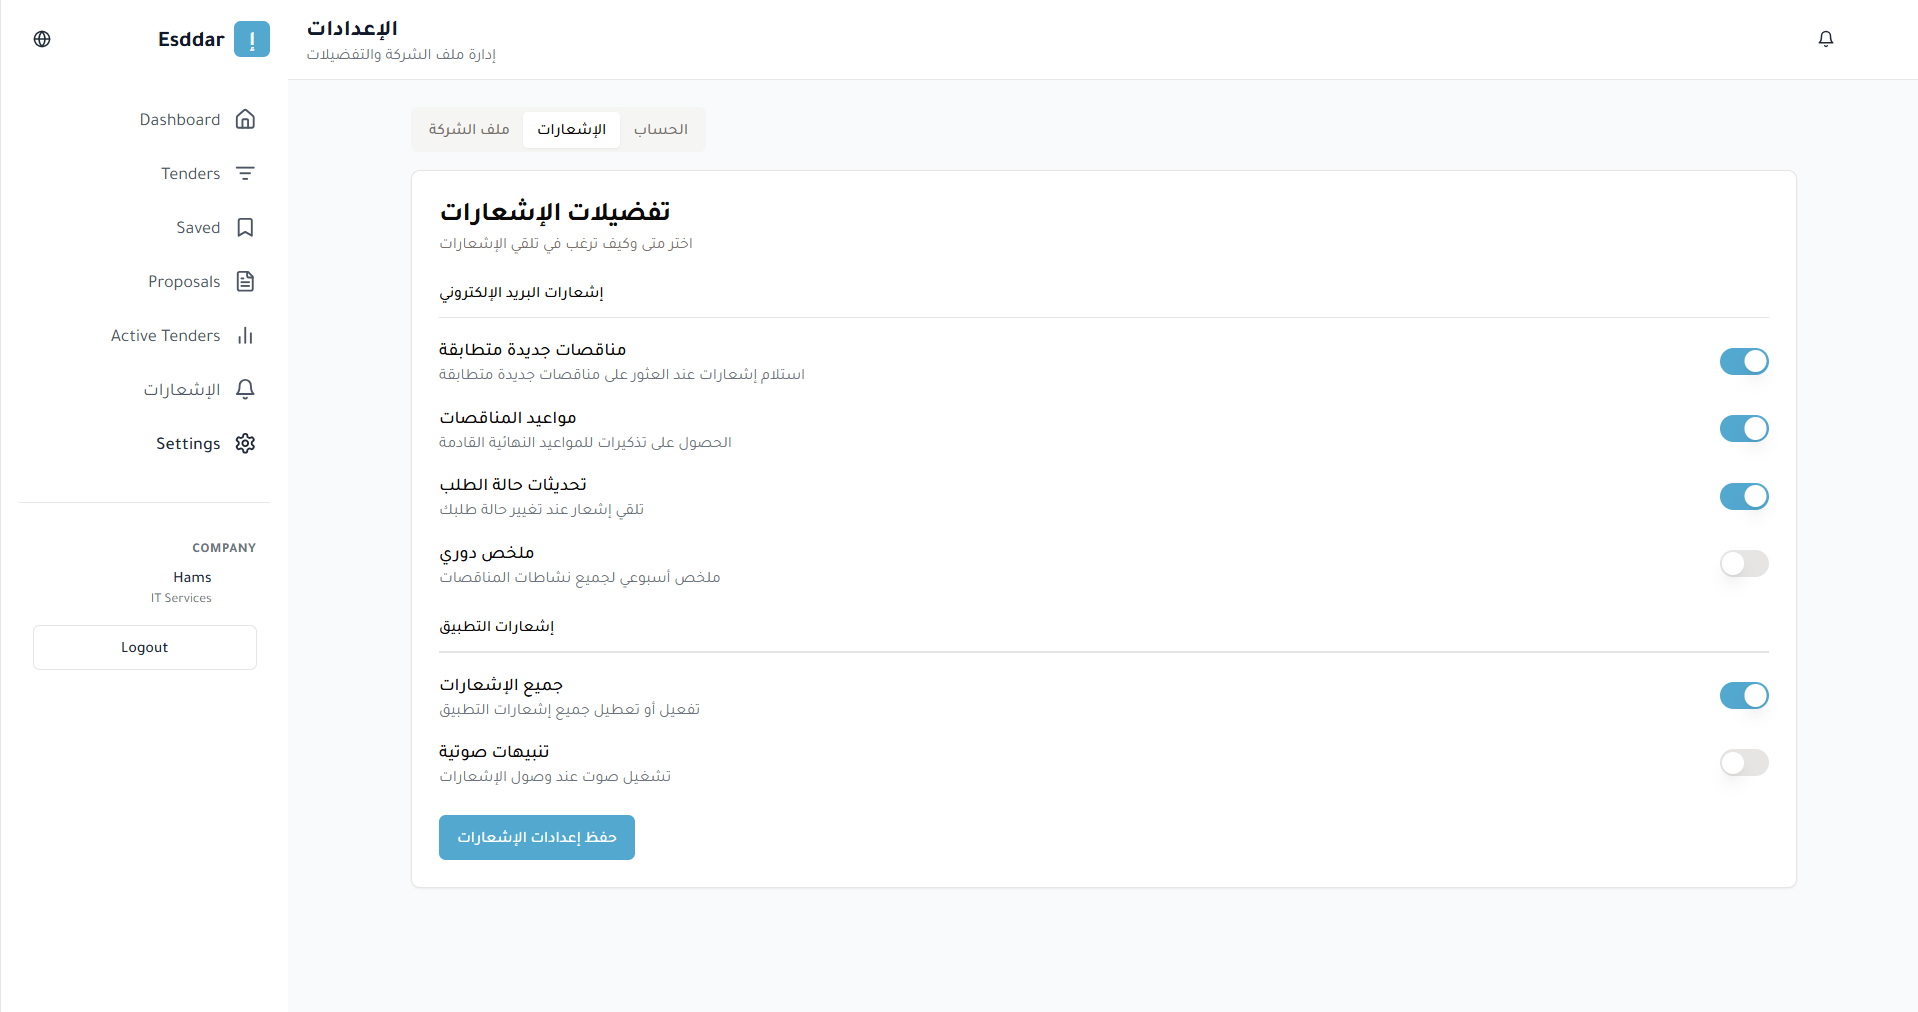 Esddar
إ
Dashboard
Tenders
Saved
Proposals
Active Tenders
الإشعارات
Settings
COMPANY
Hams
IT Services
Logout
الإعدادات
إدارة ملف الشركة والتفضيلات
ملف الشركة
الإشعارات
الحساب
تفضيلات الإشعارات
اختر متى وكيف ترغب في تلقي الإشعارات
إشعارات البريد الإلكتروني
مناقصات جديدة متطابقة
استلام إشعارات عند العثور على مناقصات جديدة متطابقة
مواعيد المناقصات
الحصول على تذكيرات للمواعيد النهائية القادمة
تحديثات حالة الطلب
تلقي إشعار عند تغيير حالة طلبك
ملخص دوري
ملخص أسبوعي لجميع نشاطات المناقصات
إشعارات التطبيق
جميع الإشعارات
تفعيل أو تعطيل جميع إشعارات التطبيق
تنبيهات صوتية
تشغيل صوت عند وصول الإشعارات
حفظ إعدادات الإشعارات